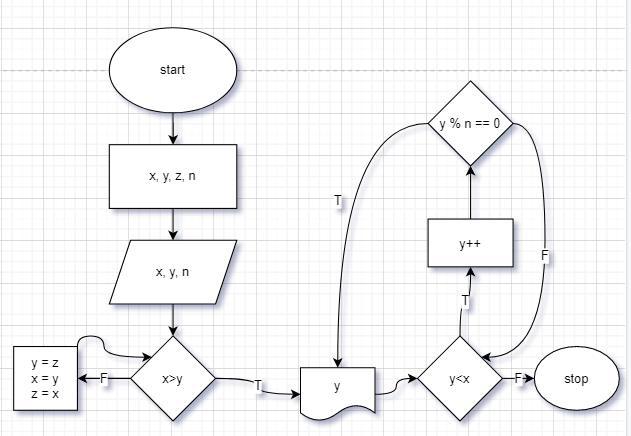 start
x, y, z, n
x, y, n
x>y
F
y = z
x = y
z = x
T
y
y<x
T
y++
y % n == 0
T
F
F
stop